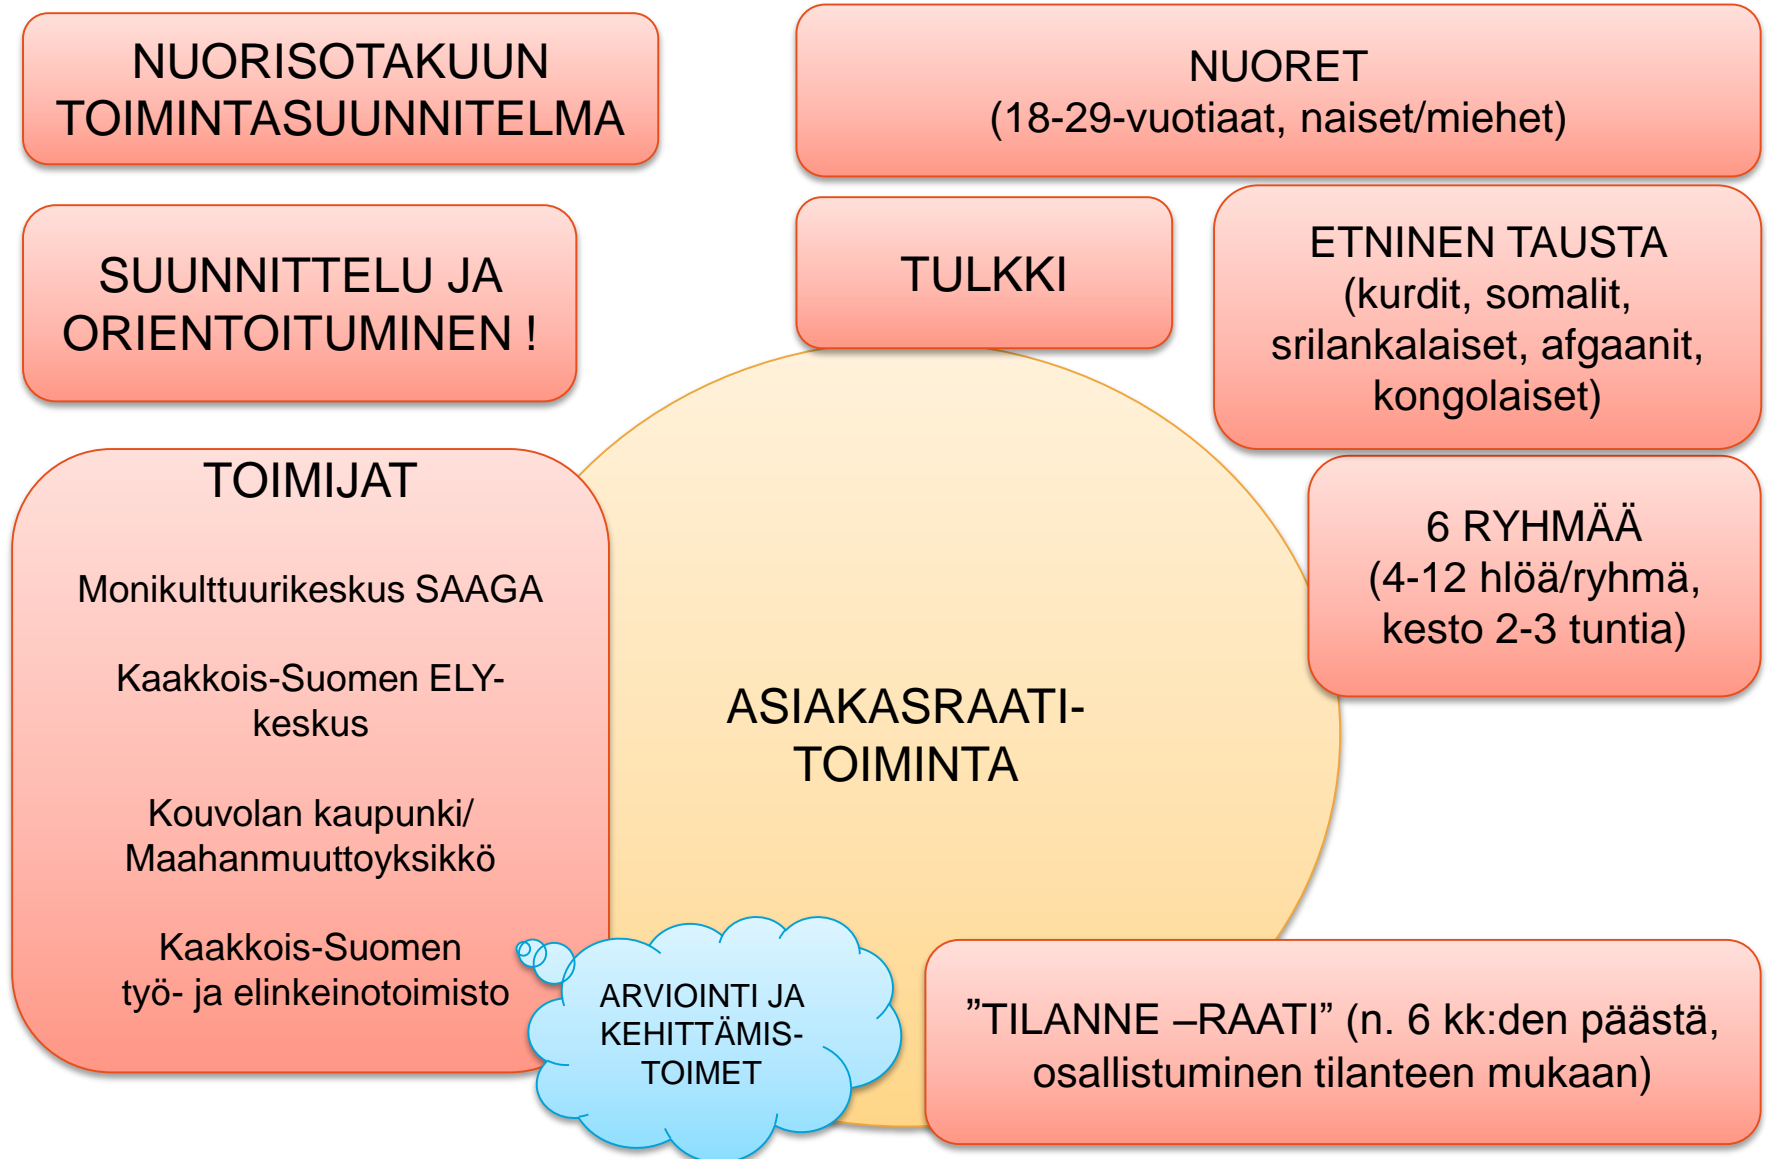 NUORISOTAKUUN
TOIMINTASUUNNITELMA
NUORET
(18-29-vuotiaat, naiset/miehet)
SUUNNITTELU JA
ORIENTOITUMINEN !
TULKKI
ETNINEN TAUSTA
(kurdit, somalit,
srilankalaiset, afgaanit,
kongolaiset)
TOIMIJAT
Monikulttuurikeskus SAAGA
Kaakkois-Suomen ELY-
keskus
Kouvolan kaupunki/
Maahanmuuttoyksikkö
Kaakkois-Suomen
työ- ja elinkeinotoimisto
6 RYHMÄÄ
(4-12 hlöä/ryhmä,
kesto 2-3 tuntia)
ASIAKASRAATI-
TOIMINTA
ARVIOINTI JA
KEHITTÄMIS-
TOIMET
”TILANNE –RAATI” (n. 6 kk:den päästä,
osallistuminen tilanteen mukaan)